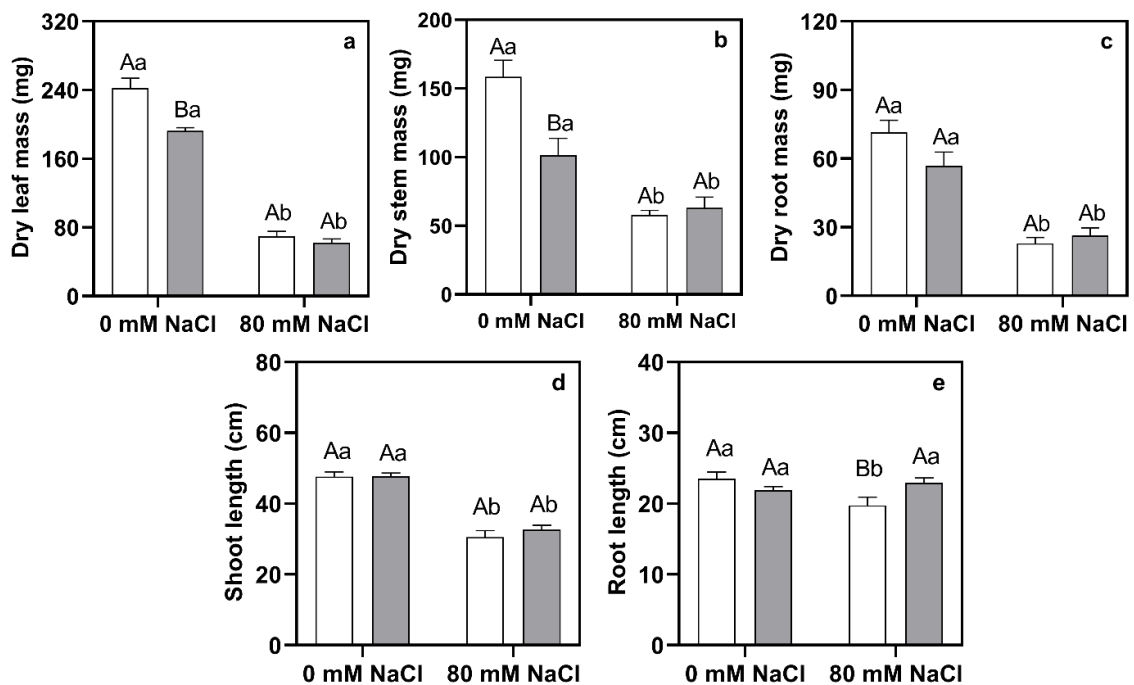 a
Dry leaf mass (mg)
320
240
160
80
0
Aa
Ba
Ab
Ab
0 mM NaCl
80 mM NaCl
b
Dry stem mass (mg)
200
150
100
50
0
Aa
Ba
Ab
Ab
0 mM NaCl
80 mM NaCl
c
Dry root mass (mg)
120
90
60
30
0
Aa
Aa
Ab
Ab
0 mM NaCl
80 mM NaCl
d
Shoot length (cm)
80
60
40
20
0
Aa
Aa
Ab
Ab
0 mM NaCl
80 mM NaCl
e
Root length (cm)
40
30
20
10
0
Aa
Aa
Bb
Aa
0 mM NaCl
80 mM NaCl